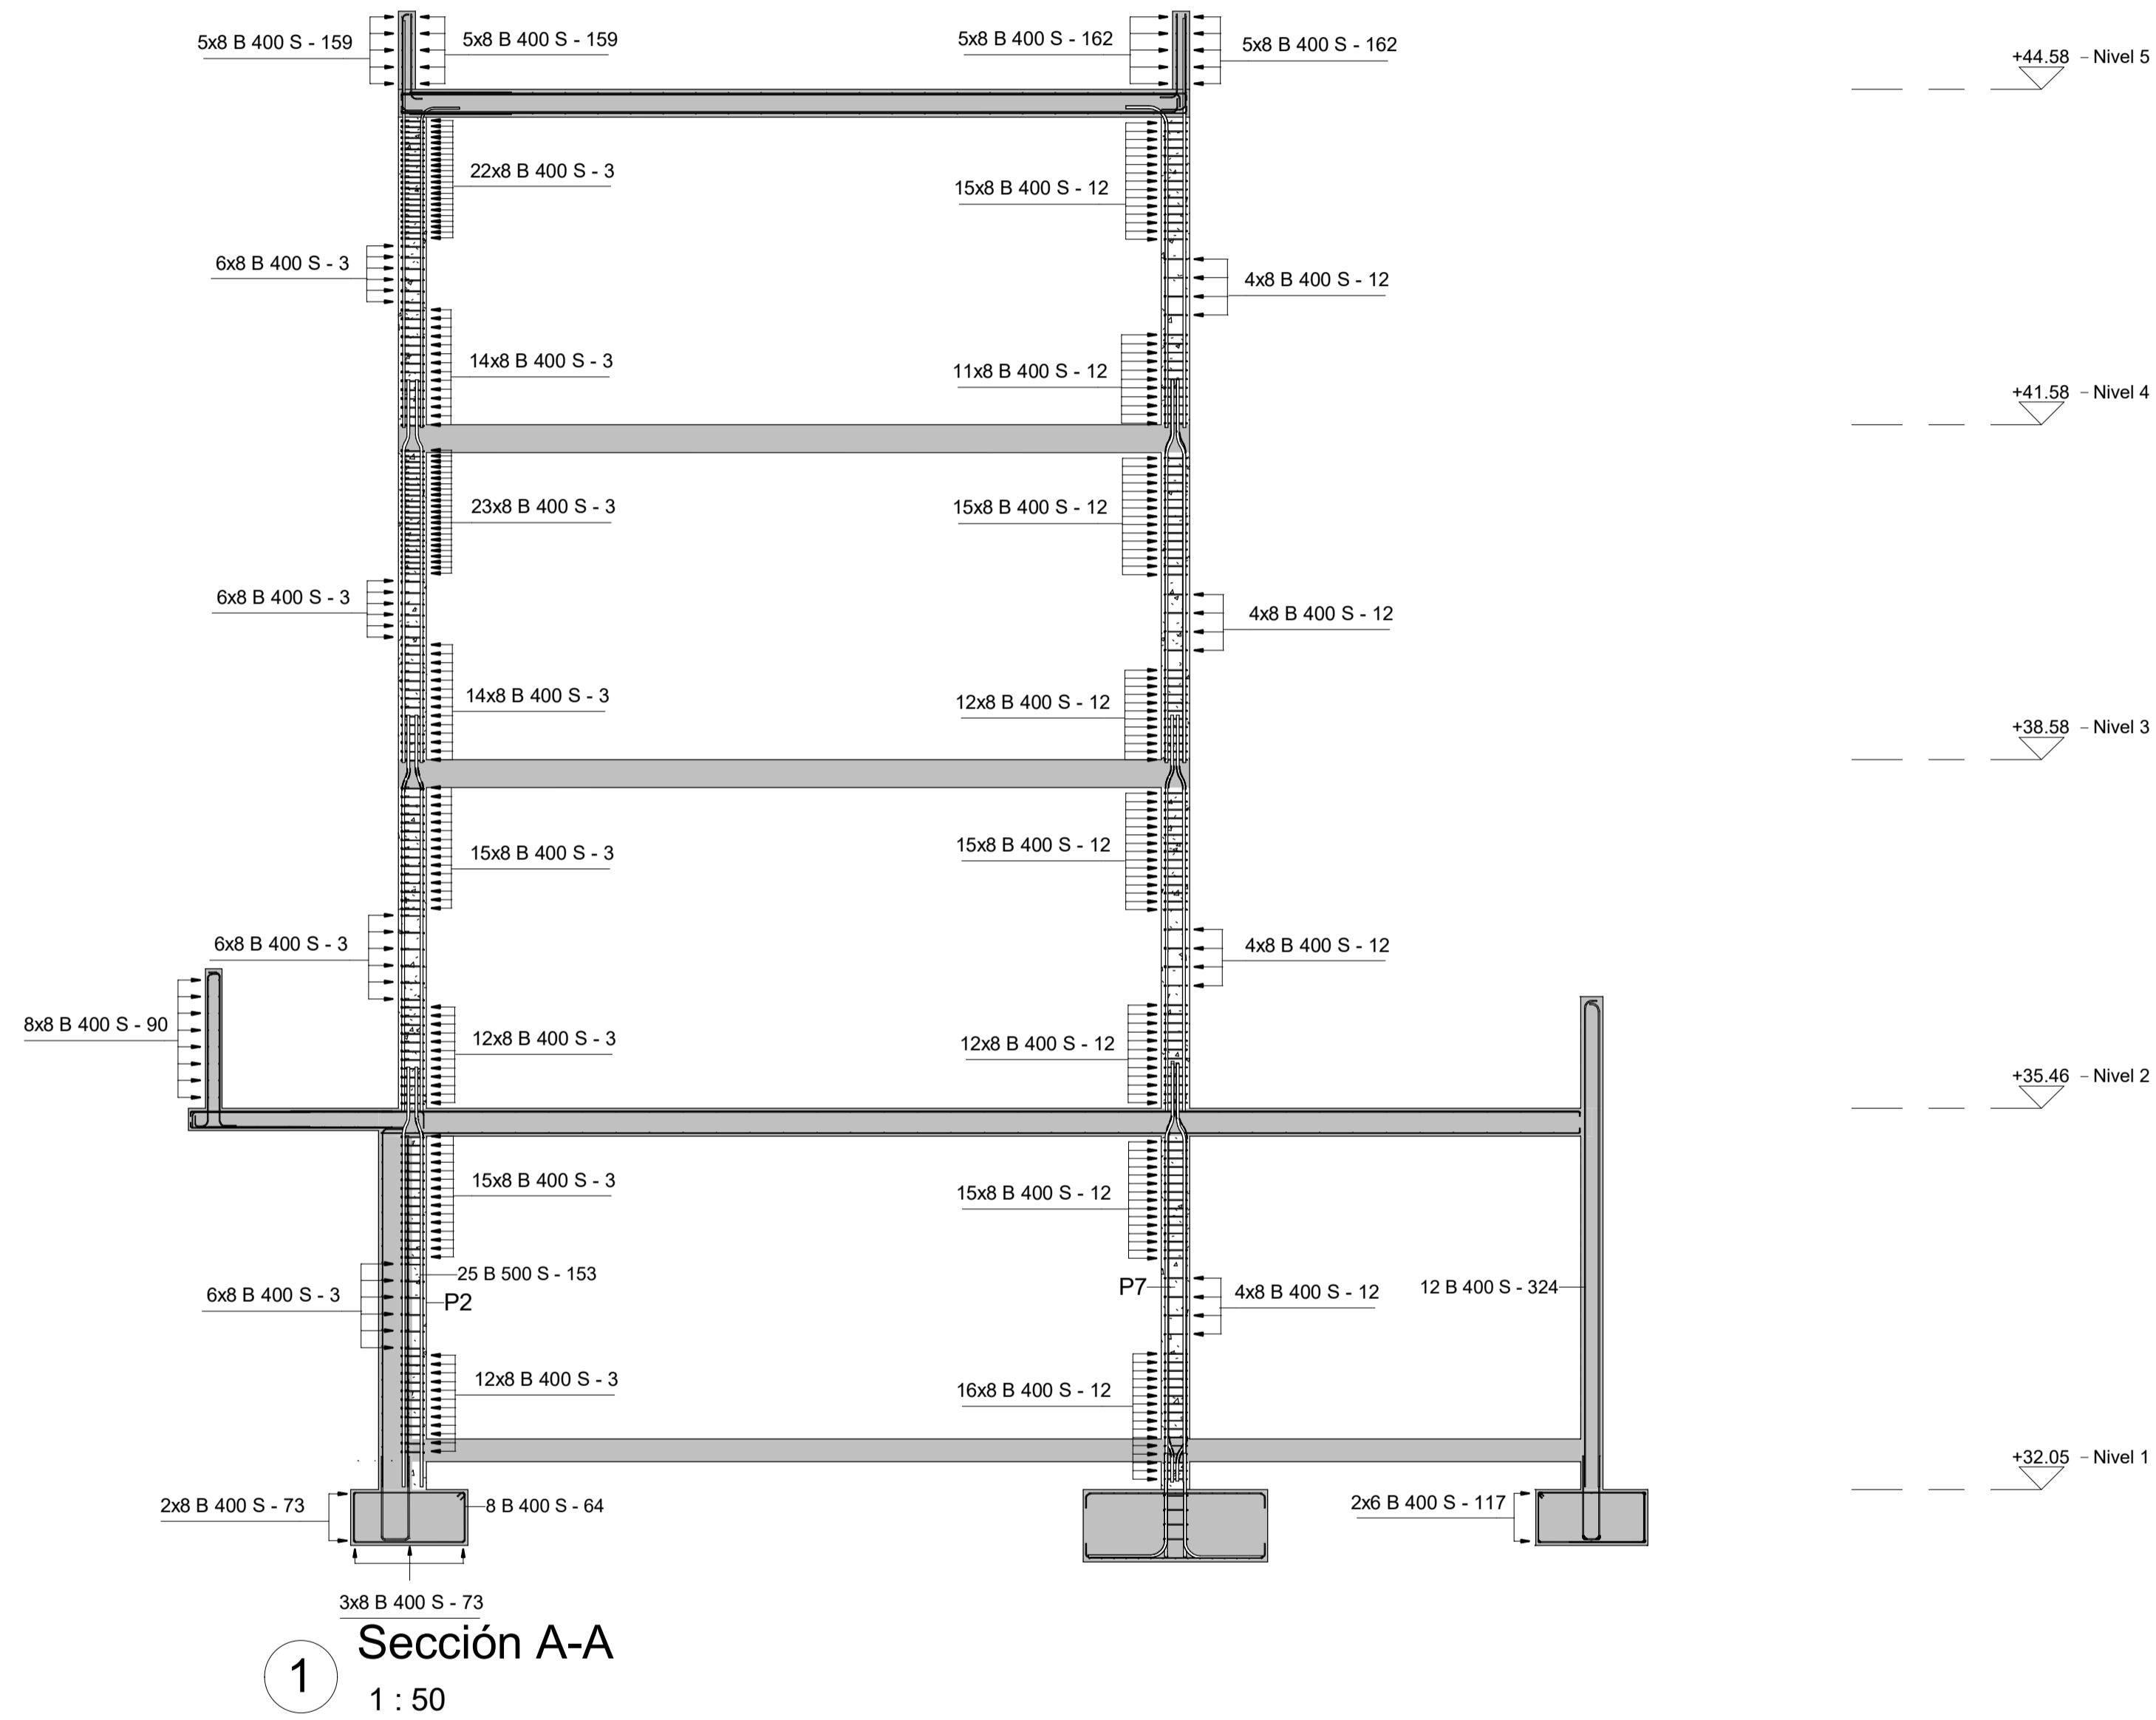 5x8 B 400 S - 159
5x8 B 400 S - 159
5x8 B 400 S - 162
5x8 B 400 S - 162
+44.58 - Nivel 5
22x8 B 400 S - 3
15x8 B 400 S - 12
6x8 B 400 S - 3
4x8 B 400 S - 12
14x8 B 400 S - 3
11x8 B 400 S - 12
+41.58 - Nivel 4
23x8 B 400 S - 3
15x8 B 400 S - 12
6x8 B 400 S - 3
4x8 B 400 S - 12
14x8 B 400 S - 3
12x8 B 400 S - 12
+38.58 - Nivel 3
15x8 B 400 S - 3
15x8 B 400 S - 12
6x8 B 400 S - 3
4x8 B 400 S - 12
8x8 B 400 S - 90
12x8 B 400 S - 3
12x8 B 400 S - 12
+35.46 - Nivel 2
15x8 B 400 S - 3
15x8 B 400 S - 12
25 B 500 S - 153
6x8 B 400 S - 3
P2
P7
4x8 B 400 S - 12
12 B 400 S - 324
12x8 B 400 S - 3
16x8 B 400 S - 12
+32.05 - Nivel 1
2x8 B 400 S - 73
8 B 400 S - 64
2x6 B 400 S - 117
3x8 B 400 S - 73
1 Sección A-A
1 : 50